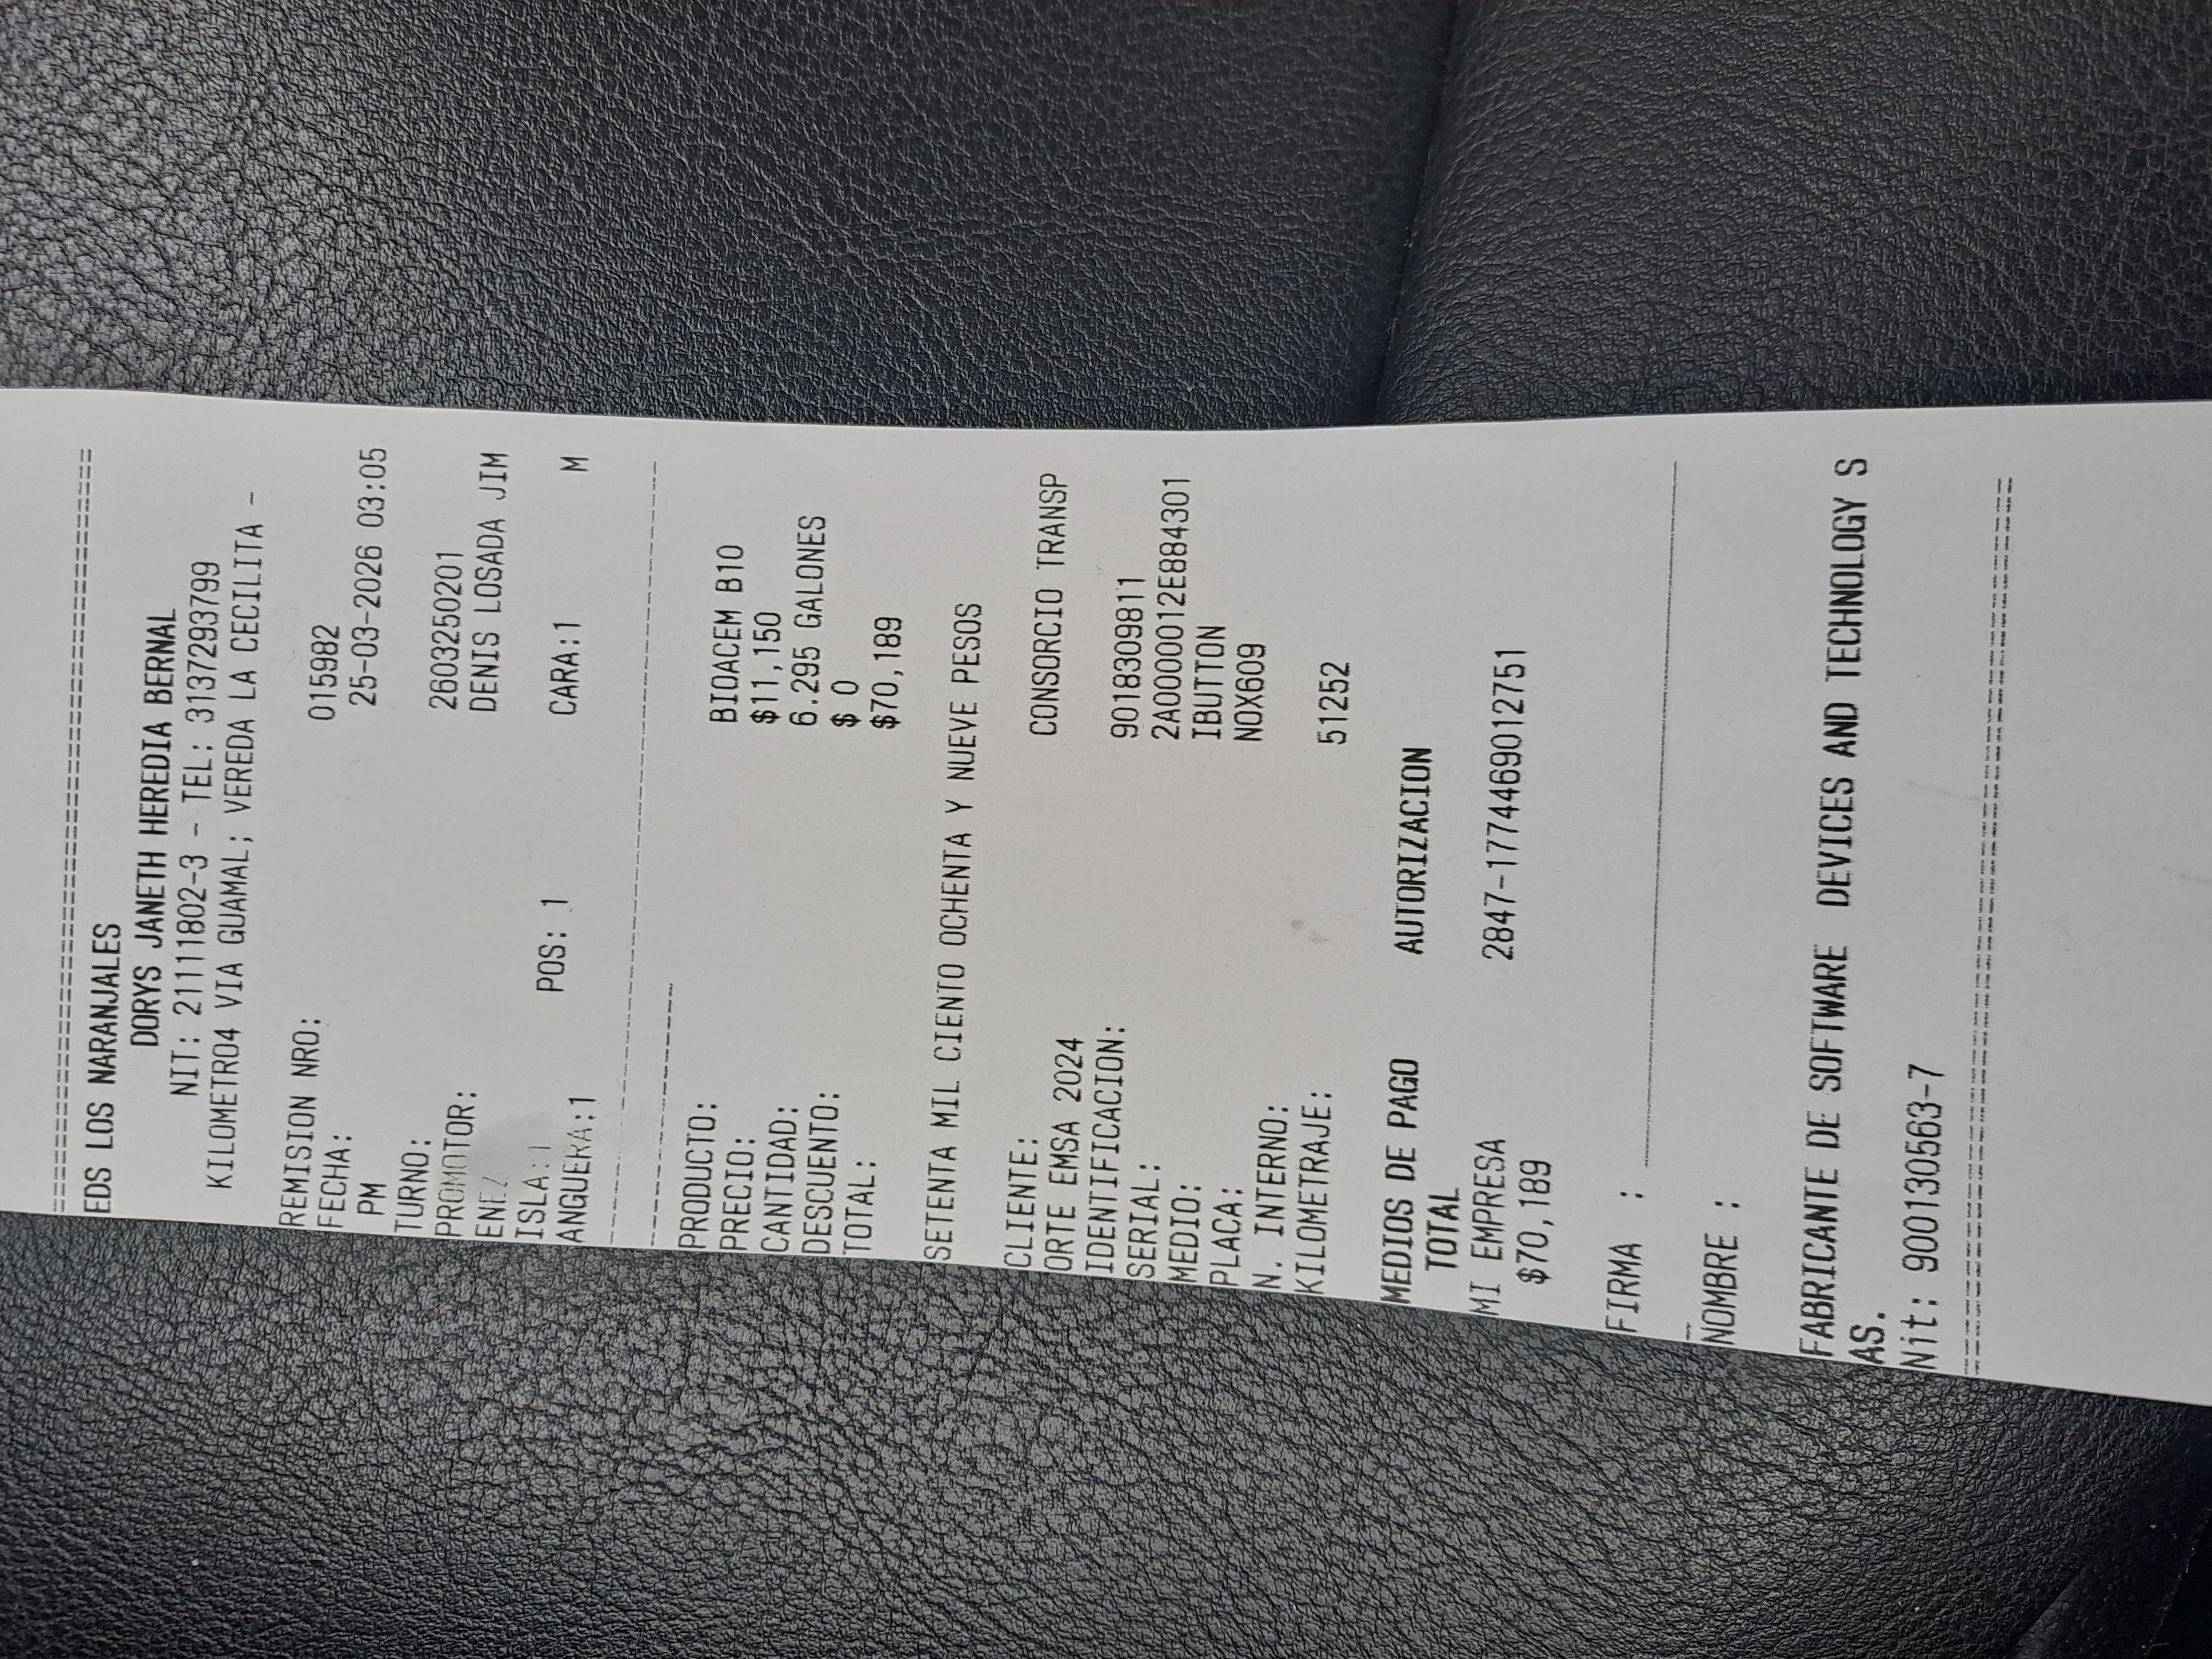 ================================================
EDS LOS NARANJALES
DORYS JANETH HEREDIA BERNAL
NIT: 21111802-3 - TEL: 3137293799
KILOMETRO4 VIA GUAMAL; VEREDA LA CECILITA -
REMISION NRO: 015982
FECHA: 25-03-2026 03:05
PM
TURNO: 2603250201
PROMOTOR: DENIS LOSADA JIM
ENEZ
ISLA:1 POS: 1 CARA:1 M
ANGUERA:1
------------------------------------------------
PRODUCTO: BIOACEM B10
PRECIO: $11,150
CANTIDAD: 6.295 GALONES
DESCUENTO: $ 0
TOTAL: $70,189
SETENTA MIL CIENTO OCHENTA Y NUEVE PESOS
CLIENTE: CONSORCIO TRANSP
ORTE EMSA 2024
IDENTIFICACION: 9018309811
SERIAL: 2A0000012E884301
MEDIO: IBUTTON
PLACA: NOX609
N. INTERNO:
KILOMETRAJE: 51252
MEDIOS DE PAGO AUTORIZACION
TOTAL
MI EMPRESA 2847-1774469012751
$70,189
FIRMA : ______________________________
NOMBRE :
FABRICANTE DE SOFTWARE DEVICES AND TECHNOLOGY S
AS.
Nit: 900130563-7
================================================